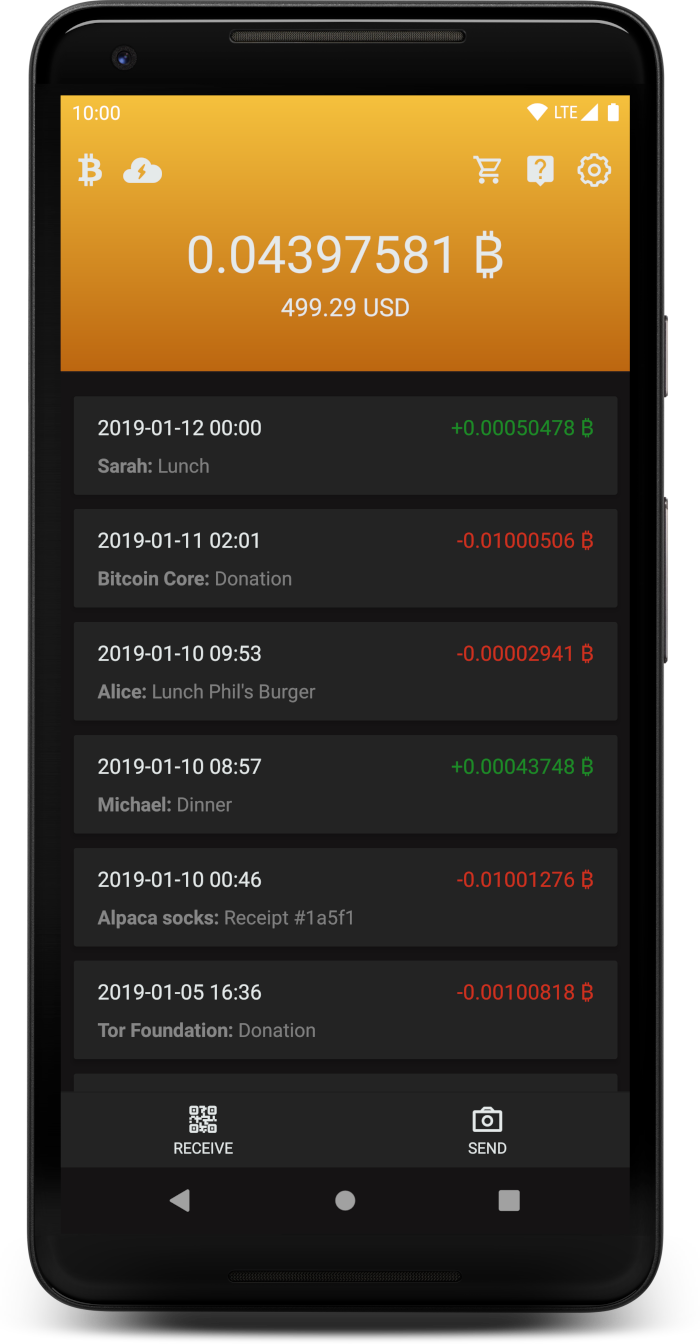 10:00 LTE
0.04397581 ₿
499.29 USD
2019-01-12 00:00 +0.00050478 ₿
Sarah: Lunch
2019-01-11 02:01 -0.01000506 ₿
Bitcoin Core: Donation
2019-01-10 09:53 -0.00002941 ₿
Alice: Lunch Phil's Burger
2019-01-10 08:57 +0.00043748 ₿
Michael: Dinner
2019-01-10 00:46 -0.01001276 ₿
Alpaca socks: Receipt #1a5f1
2019-01-05 16:36 -0.00100818 ₿
Tor Foundation: Donation
RECEIVE SEND